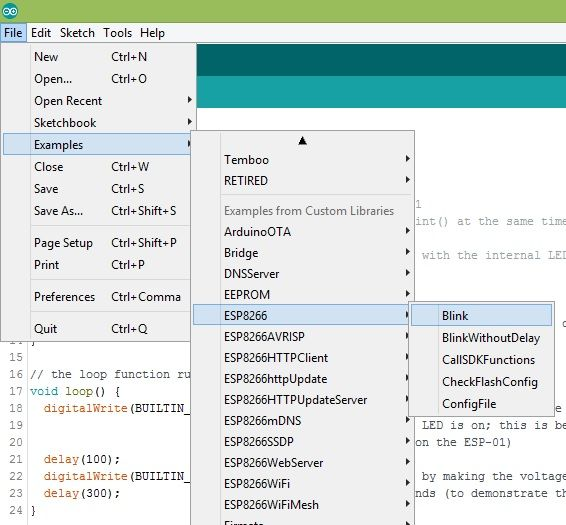 File Edit Sketch Tools Help
New Ctrl+N
Open... Ctrl+O
Open Recent
Sketchbook
Examples
Close Ctrl+W
Save Ctrl+S
Save As... Ctrl+Shift+S
Page Setup Ctrl+Shift+P
Print Ctrl+P
Preferences Ctrl+Comma
Quit Ctrl+Q
Temboo
RETIRED
Examples from Custom Libraries
ArduinoOTA
Bridge
DNSServer
EEPROM
ESP8266
ESP8266AVRISP
ESP8266HTTPClient
ESP8266httpUpdate
ESP8266HTTPUpdateServer
ESP8266mDNS
ESP8266SSDP
ESP8266WebServer
ESP8266WiFi
ESP8266WiFiMesh
Blink
BlinkWithoutDelay
CallSDKFunctions
CheckFlashConfig
ConfigFile
1
int() at the same time
with the internal LED
}
15
16 // the loop function ru
17 void loop() {
18 digitalWrite(BUILTIN_ e
19 LED is on; this is be
20 on the ESP-01)
21 delay(100);
22 digitalWrite(BUILTIN_ by making the voltage
23 delay(300); nds (to demonstrate th
24 }